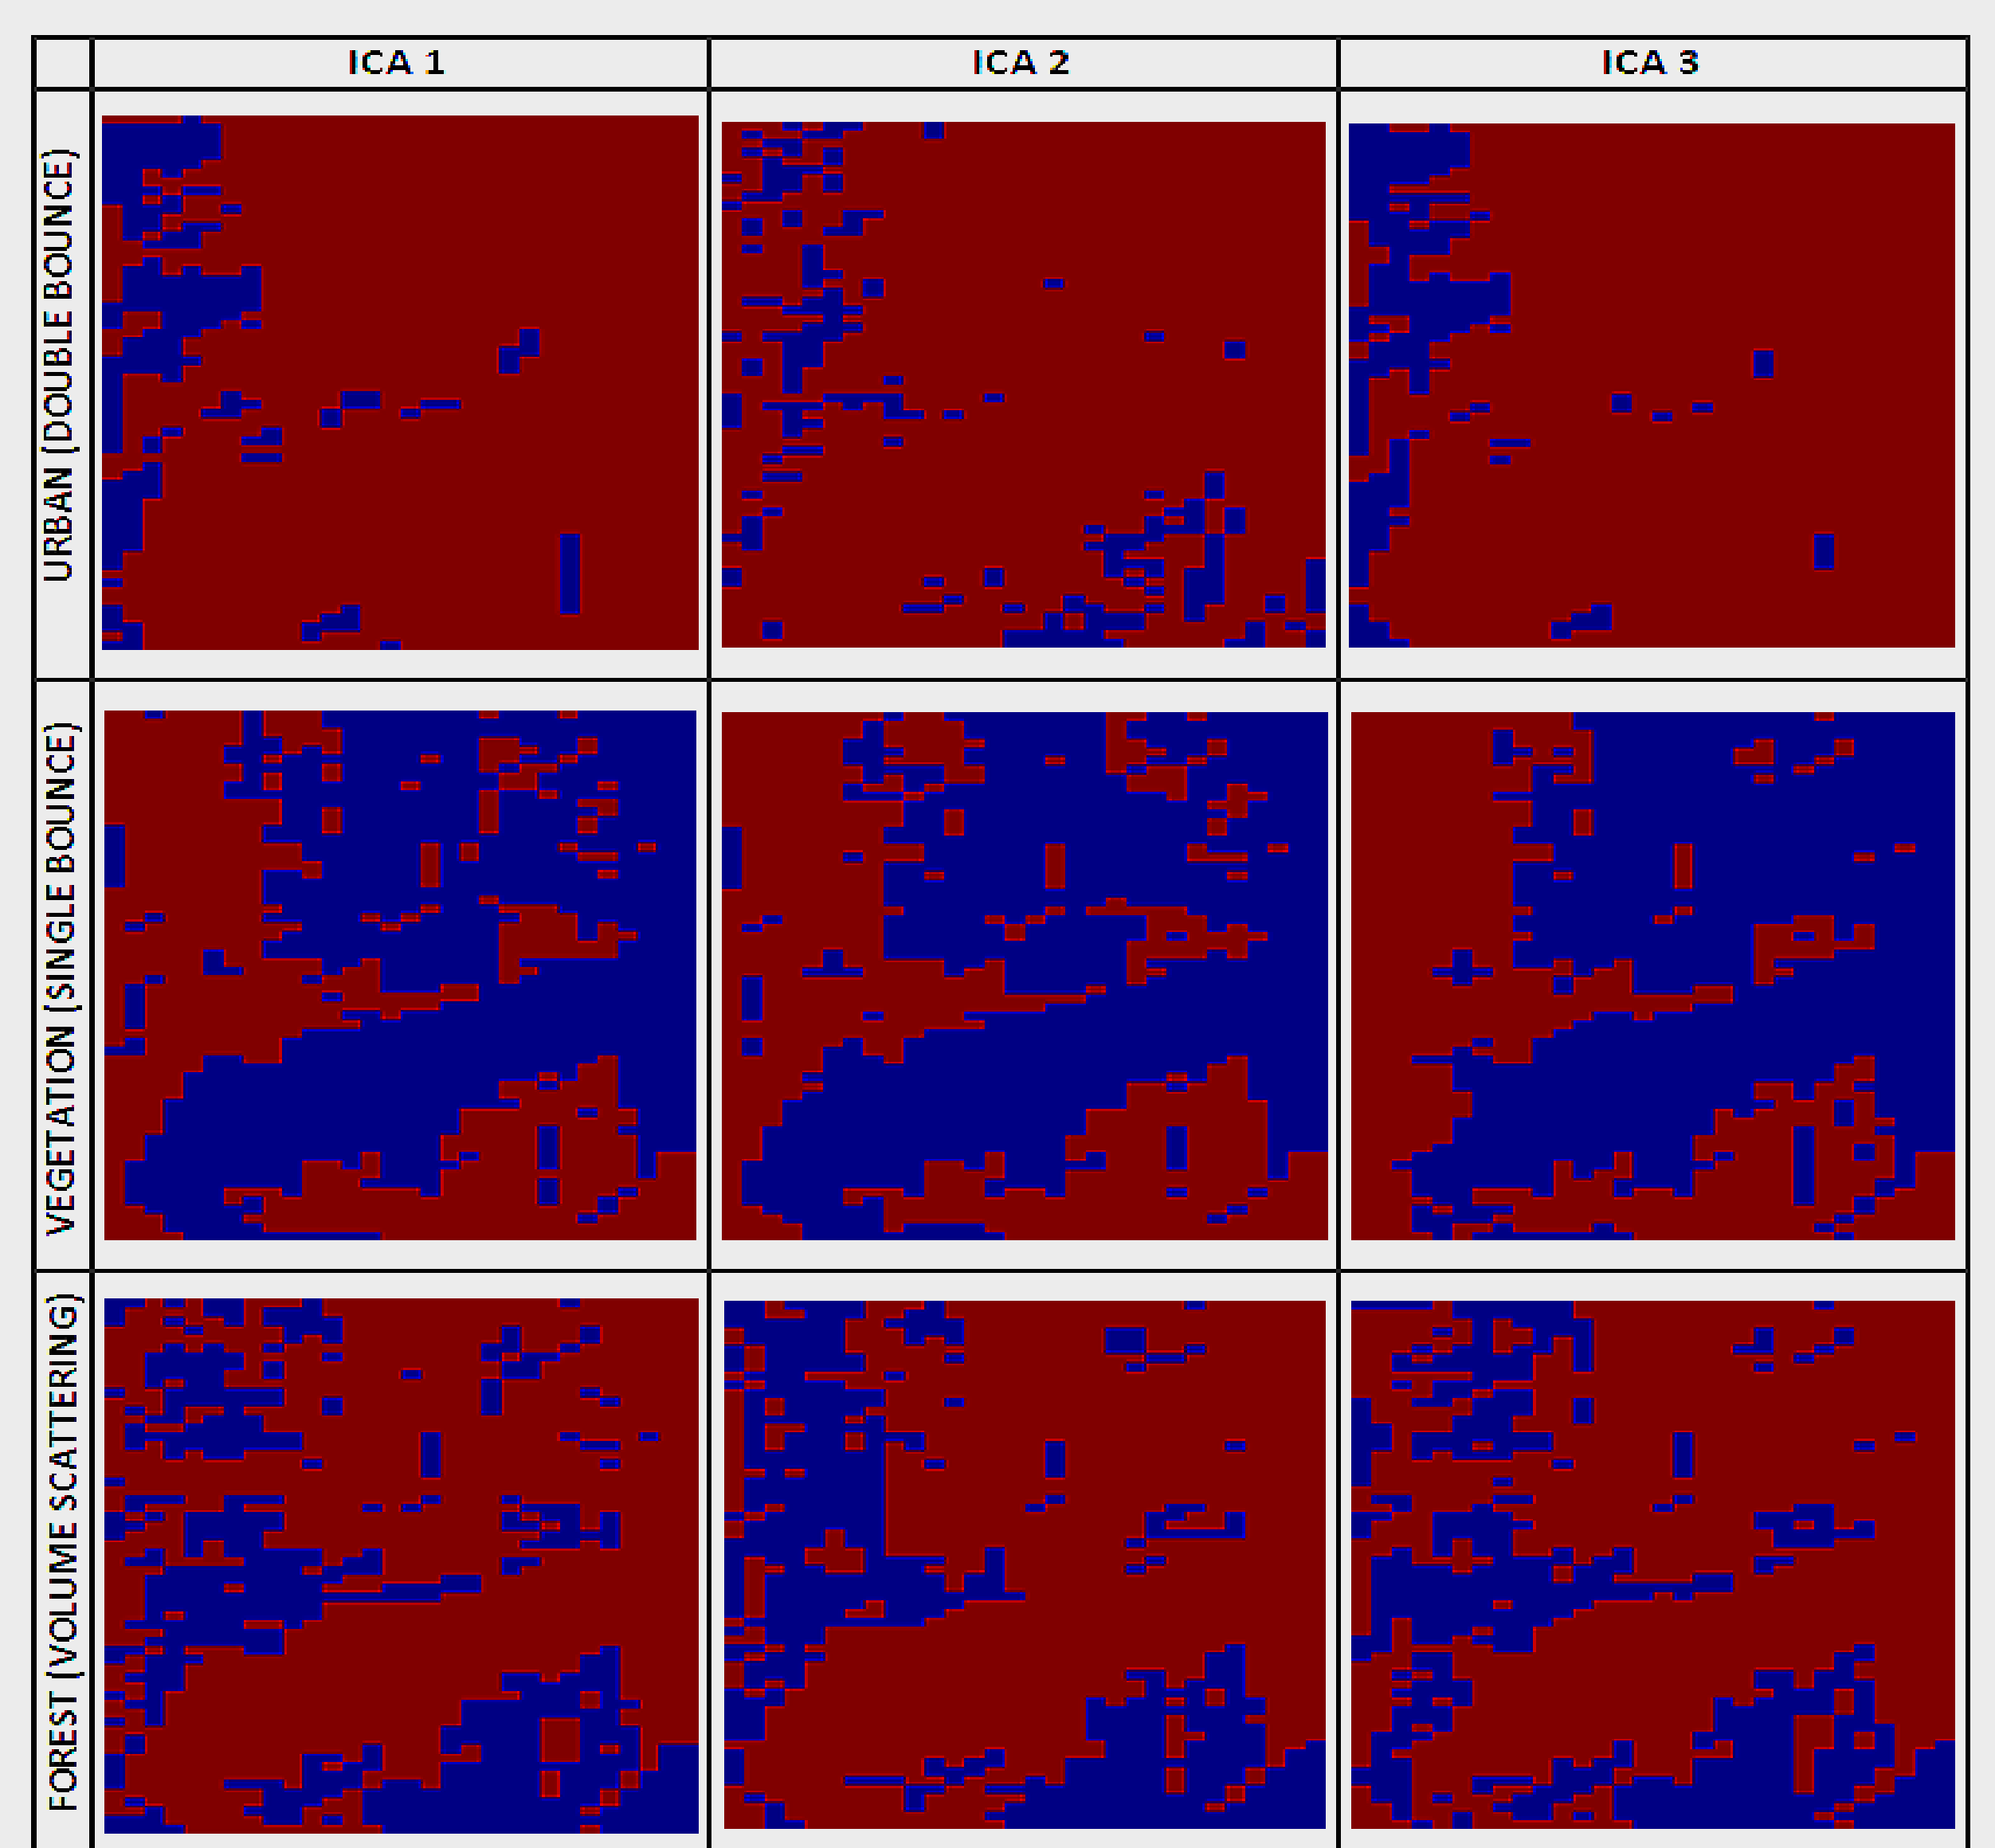 ICA 1
ICA 2
ICA 3
URBAN (DOUBLE BOUNCE)
VEGETATION (SINGLE BOUNCE)
FOREST (VOLUME SCATTERING)